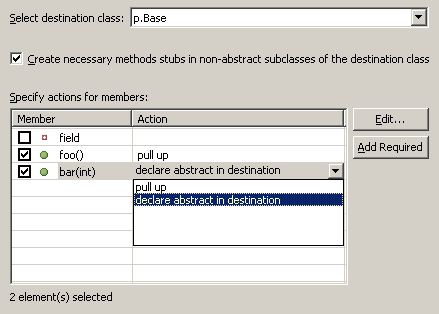 Select destination class: p.Base
Create necessary methods stubs in non-abstract subclasses of the destination class
Specify actions for members:
Member Action
field
foo() pull up
bar(int) declare abstract in destination
pull up
declare abstract in destination
Edit...
Add Required
2 element(s) selected